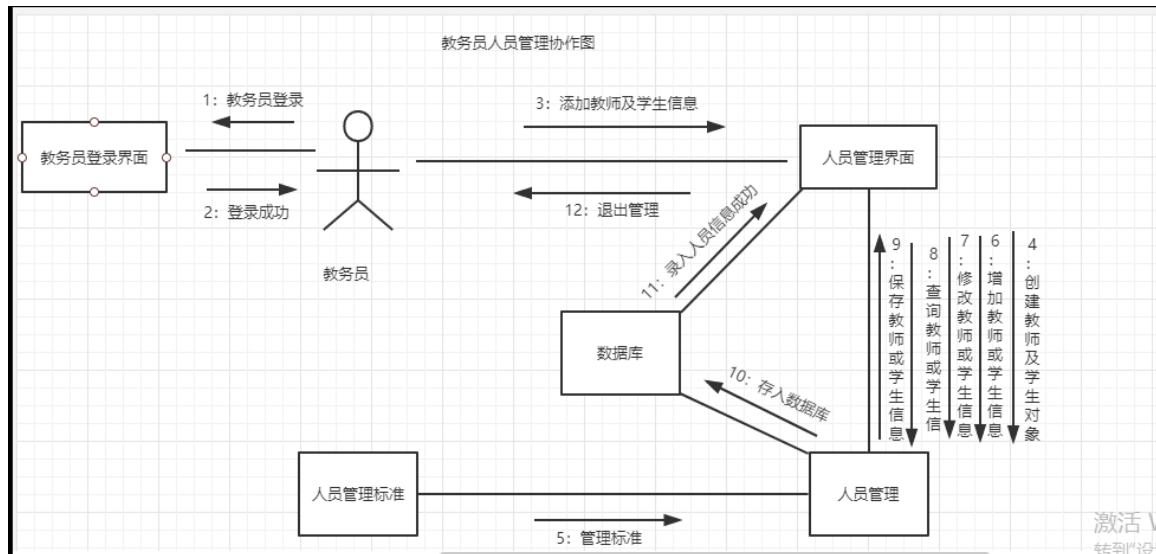 教务员人员管理协作图
1：教务员登录
3：添加教师及学生信息
教务员登录界面
人员管理界面
2：登录成功
12：退出管理
教务员
11：录入人员信息成功
9：保存教师或学生信息
8：查询教师或学生信
7：修改教师或学生信息
6：增加教师或学生信息
4：创建教师及学生对象
数据库
10：存入数据库
人员管理标准
人员管理
5：管理标准
激活
转到"设